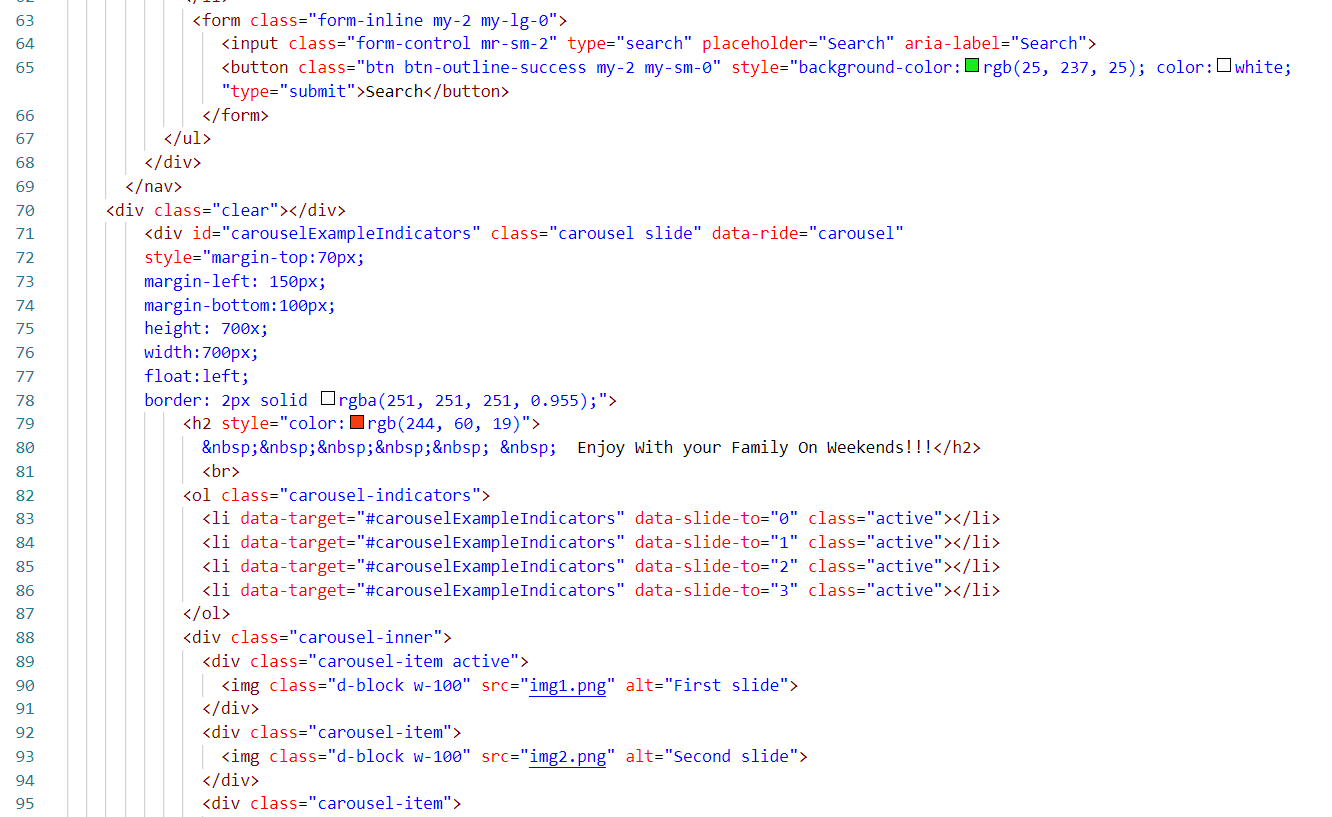 63 <form class="form-inline my-2 my-lg-0">
64 <input class="form-control mr-sm-2" type="search" placeholder="Search" aria-label="Search">
65 <button class="btn btn-outline-success my-2 my-sm-0" style="background-color:rgb(25, 237, 25); color:white;
"type="submit">Search</button>
66 </form>
67 </ul>
68 </div>
69 </nav>
70 <div class="clear"></div>
71 <div id="carouselExampleIndicators" class="carousel slide" data-ride="carousel"
72 style="margin-top:70px;
73 margin-left: 150px;
74 margin-bottom:100px;
75 height: 700x;
76 width:700px;
77 float:left;
78 border: 2px solid rgba(251, 251, 251, 0.955);">
79 <h2 style="color:rgb(244, 60, 19)">
80 &nbsp;&nbsp;&nbsp;&nbsp;&nbsp; &nbsp;  Enjoy With your Family On Weekends!!!</h2>
81 <br>
82 <ol class="carousel-indicators">
83 <li data-target="#carouselExampleIndicators" data-slide-to="0" class="active"></li>
84 <li data-target="#carouselExampleIndicators" data-slide-to="1" class="active"></li>
85 <li data-target="#carouselExampleIndicators" data-slide-to="2" class="active"></li>
86 <li data-target="#carouselExampleIndicators" data-slide-to="3" class="active"></li>
87 </ol>
88 <div class="carousel-inner">
89 <div class="carousel-item active">
90 <img class="d-block w-100" src="img1.png" alt="First slide">
91 </div>
92 <div class="carousel-item">
93 <img class="d-block w-100" src="img2.png" alt="Second slide">
94 </div>
95 <div class="carousel-item">